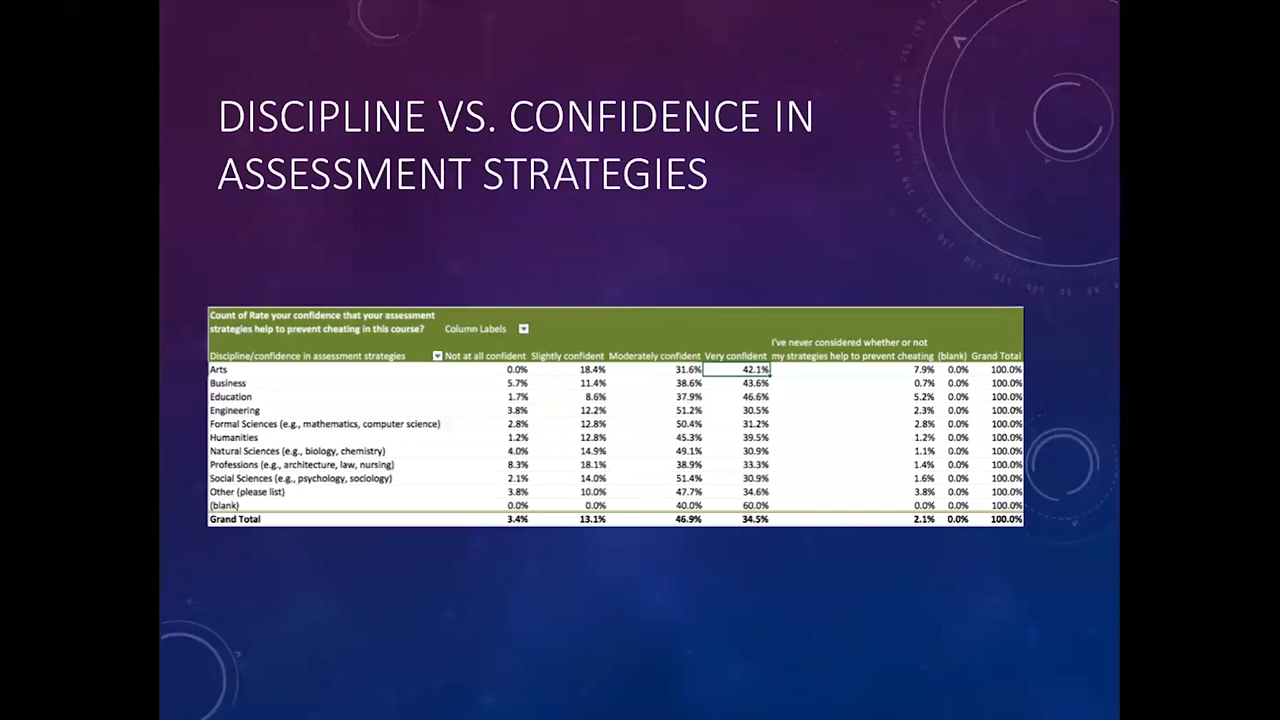 DISCIPLINE VS. CONFIDENCE IN
ASSESSMENT STRATEGIES
Count of Rate your confidence that your assessment
strategies help to prevent cheating in this course? Column Labels
I've never considered whether or not
Discipline/confidence in assessment strategies Not at all confident Slightly confident Moderately confident Very confident my strategies help to prevent cheating (blank) Grand Total
Arts 0.0% 18.4% 31.6% 42.1% 7.9% 0.0% 100.0%
Business 5.7% 11.4% 38.6% 43.6% 0.7% 0.0% 100.0%
Education 1.7% 8.6% 37.9% 46.6% 5.2% 0.0% 100.0%
Engineering 3.8% 12.2% 51.2% 30.5% 2.3% 0.0% 100.0%
Formal Sciences (e.g., mathematics, computer science) 2.8% 12.8% 50.4% 31.2% 2.8% 0.0% 100.0%
Humanities 1.2% 12.8% 45.3% 39.5% 1.2% 0.0% 100.0%
Natural Sciences (e.g., biology, chemistry) 4.0% 14.9% 49.1% 30.9% 1.1% 0.0% 100.0%
Professions (e.g., architecture, law, nursing) 8.3% 18.1% 38.9% 33.3% 1.4% 0.0% 100.0%
Social Sciences (e.g., psychology, sociology) 2.1% 14.0% 51.4% 30.9% 1.6% 0.0% 100.0%
Other (please list) 3.8% 10.0% 47.7% 34.6% 3.8% 0.0% 100.0%
(blank) 0.0% 0.0% 40.0% 60.0% 0.0% 0.0% 100.0%
Grand Total 3.4% 13.1% 46.9% 34.5% 2.1% 0.0% 100.0%